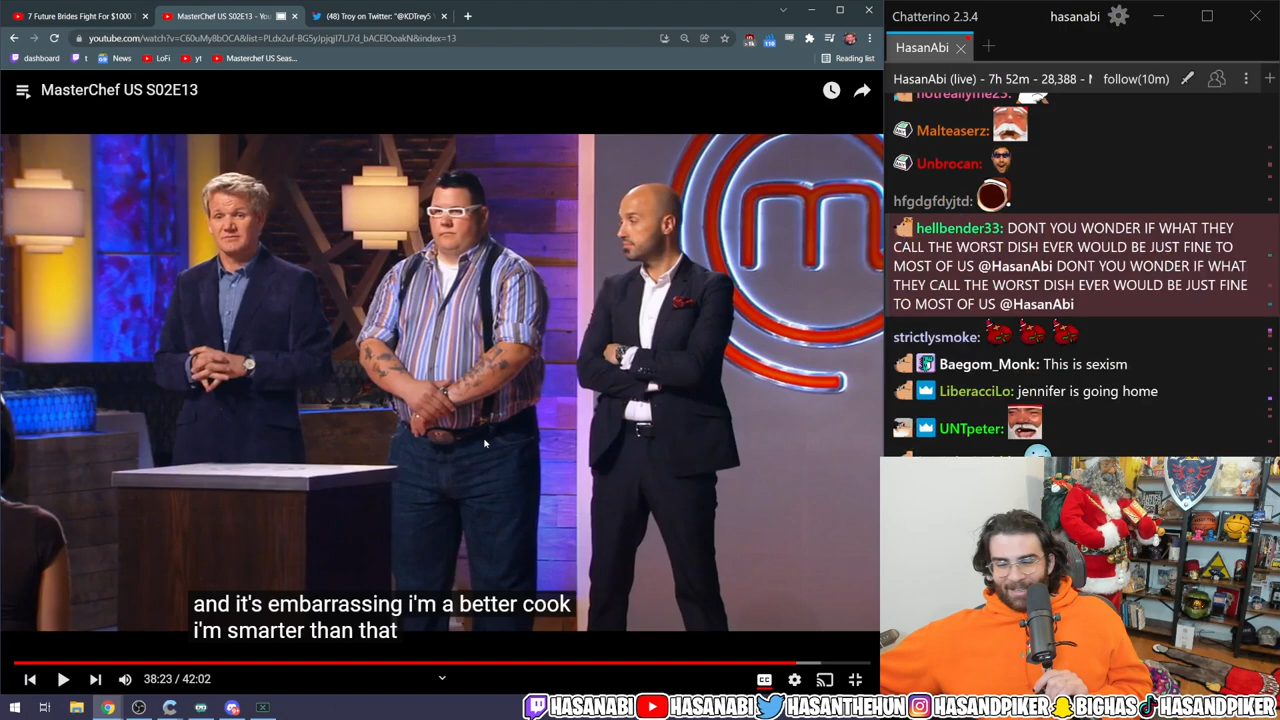 7 Future Brides Fight For $1000
MasterChef US S02E13 - You
(48) Troy on Twitter: "@KDTrey5
youtube.com/watch?v=C60uMy8bOCA&list=PLdx2uf-BG5yJpjqjI7LJ7d_bACElOoakN&index=13
dashboard
t
News
LoFi
yt
Masterchef US Seas...
Reading list
MasterChef US S02E13
m
and it's embarrassing i'm a better cook
i'm smarter than that
38:23 / 42:02
CC
Chatterino 2.3.4
hasanabi
HasanAbi
HasanAbi (live) - 7h 52m - 28,388 -
follow(10m)
notreallyme23:
Malteaserz:
Unbrocan:
hfgdgfdyjtd:
hellbender33: DONT YOU WONDER IF WHAT THEY
CALL THE WORST DISH EVER WOULD BE JUST FINE TO
MOST OF US @HasanAbi DONT YOU WONDER IF WHAT
THEY CALL THE WORST DISH EVER WOULD BE JUST FINE
TO MOST OF US @HasanAbi
strictlysmoke:
Baegom_Monk: This is sexism
LiberacciLo: jennifer is going home
UNTpeter:
HASANABI
HASANABI
HASANTHEHUN
HASANDPIKER
BIGHAS
HASANDPIKER